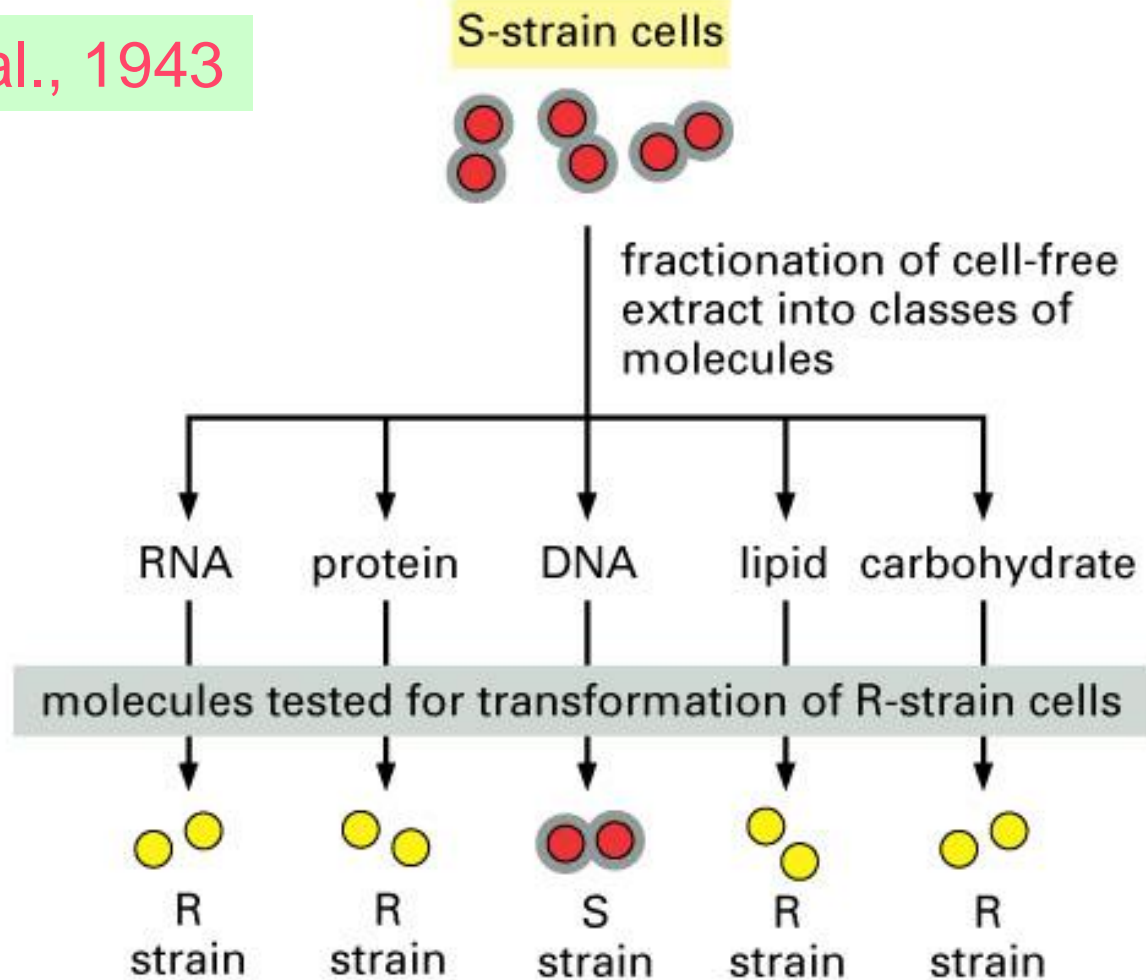 al., 1943
S-strain cells
fractionation of cell-free
extract into classes of
molecules
RNA protein DNA lipid carbohydrate
molecules tested for transformation of R-strain cells
R R S R R
strain strain strain strain strain